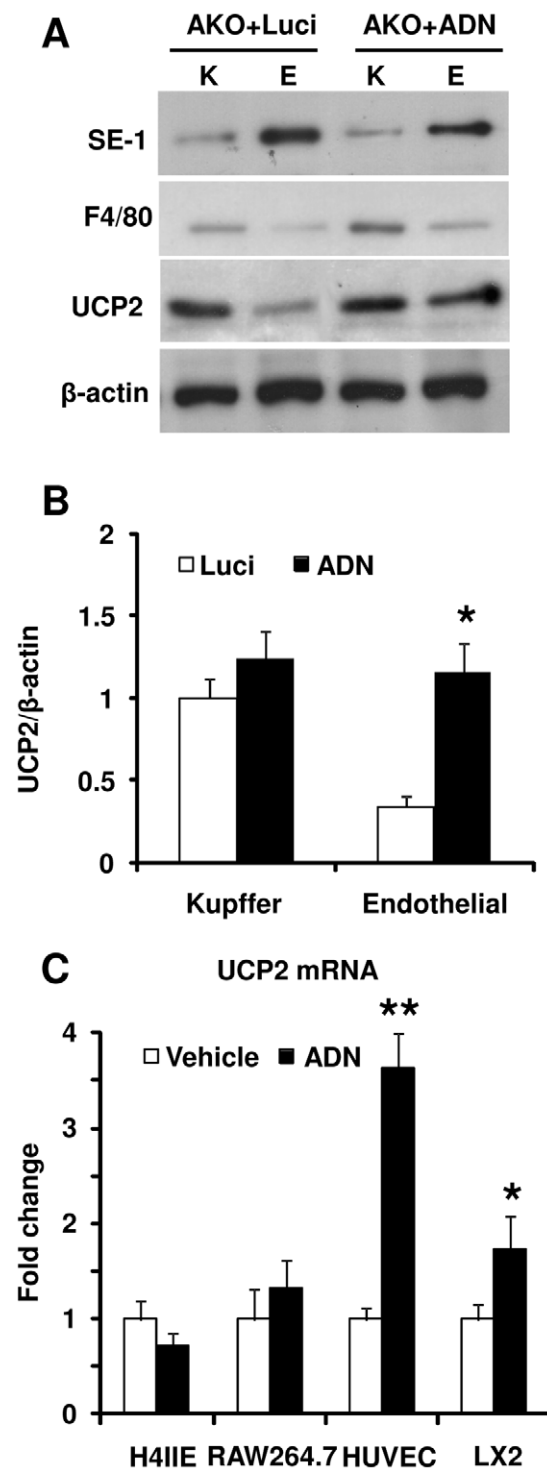 A
AKO+Luci AKO+ADN
K E K E
SE-1
F4/80
UCP2
β-actin
B
2
Luci ADN
1.5
*
1
0.5
0
UCP2/β-actin
Kupffer Endothelial
C
UCP2 mRNA
4
**
Vehicle ADN
3
2
*
1
0
Fold change
H4IIE RAW264.7 HUVEC LX2